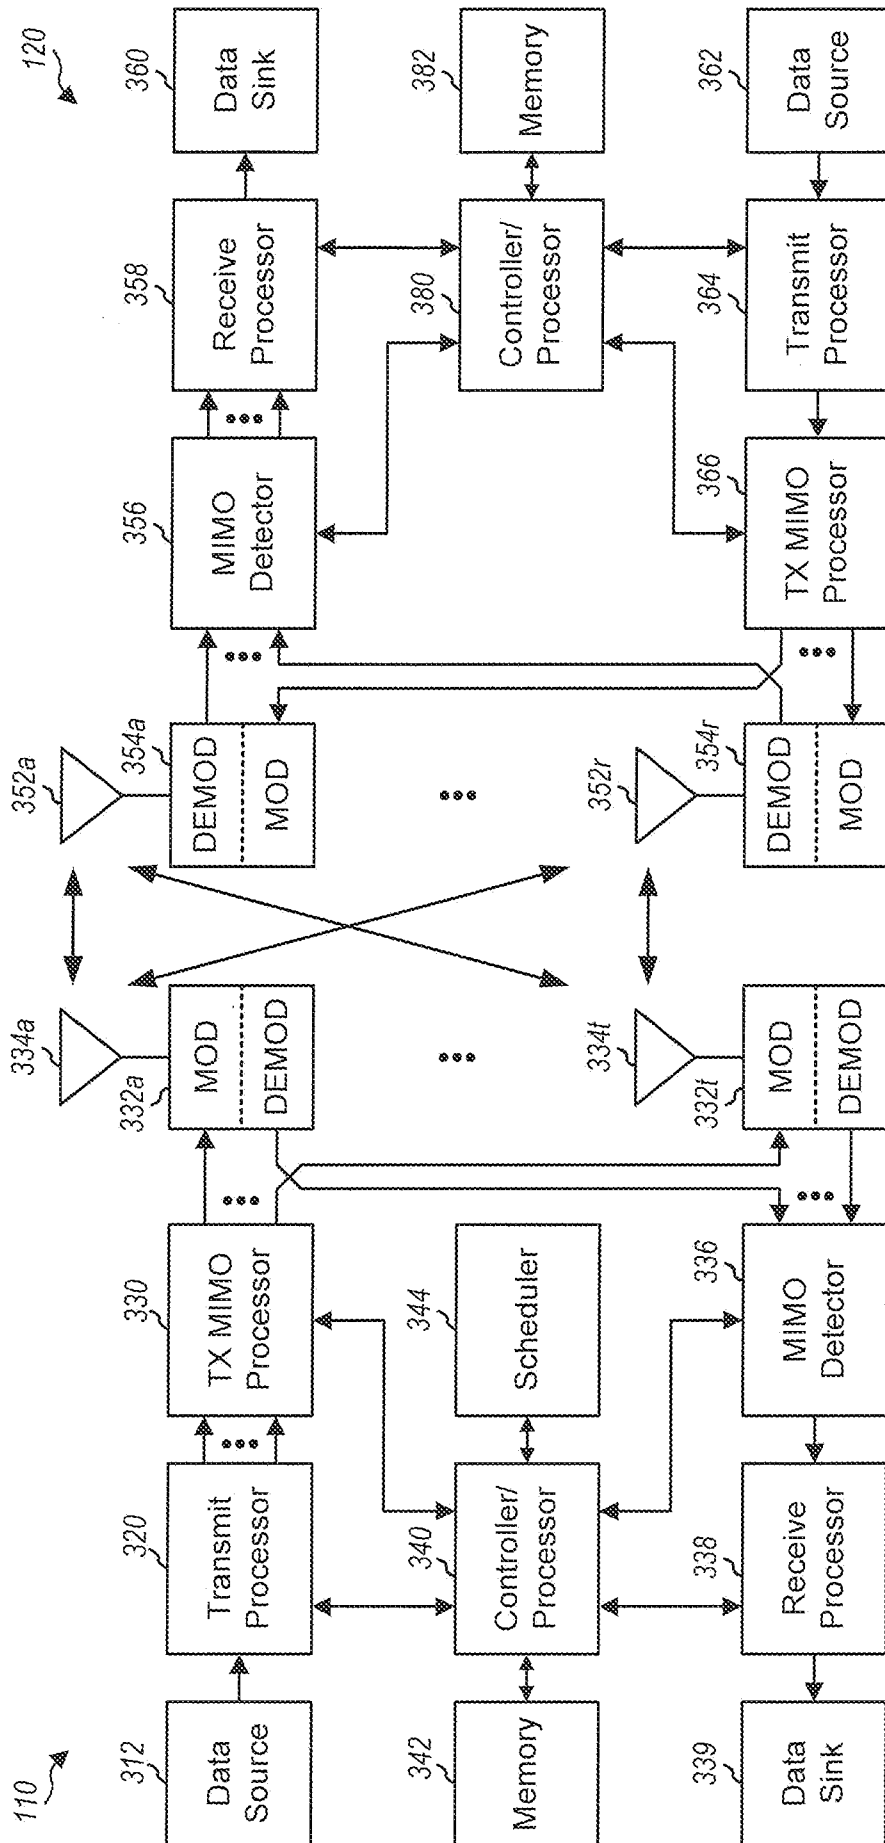 110
120
312
Data
Source
320
Transmit
Processor
330
TX MIMO
Processor
332a
MOD
DEMOD
334a
352a
354a
DEMOD
MOD
356
MIMO
Detector
358
Receive
Processor
360
Data
Sink
342
Memory
340
Controller/
Processor
344
Scheduler
380
Controller/
Processor
382
Memory
339
Data
Sink
338
Receive
Processor
336
MIMO
Detector
332t
MOD
DEMOD
334t
352r
354r
DEMOD
MOD
366
TX MIMO
Processor
364
Transmit
Processor
362
Data
Source